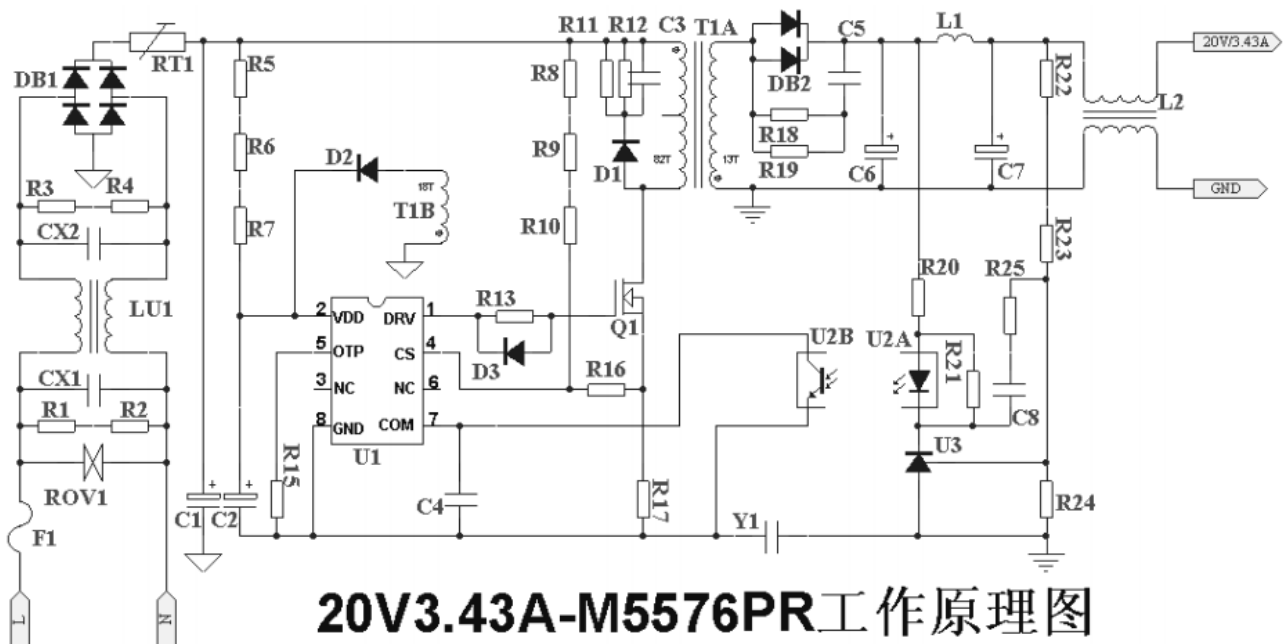 R11 R12 C3 T1A C5 L1
20V/3.43A
RT1
DB1
R5
R8
DB2
R22
L2
R6
R9
D2
D1
82T
13T
R18
R19
C6
C7
GND
R3 R4
18T
T1B
CX2
R7
R10
R23
R20
R25
LU1
2 VDD DRV 1
R13
Q1
5 OTP CS 4
D3
U2B
U2A
R21
CX1
3 NC NC 6
R16
C8
R1 R2
8 GND COM 7
U1
U3
ROV1
R15
C4
R17
R24
F1
C1 C2
Y1
L
N
20V3.43A-M5576PR工作原理图